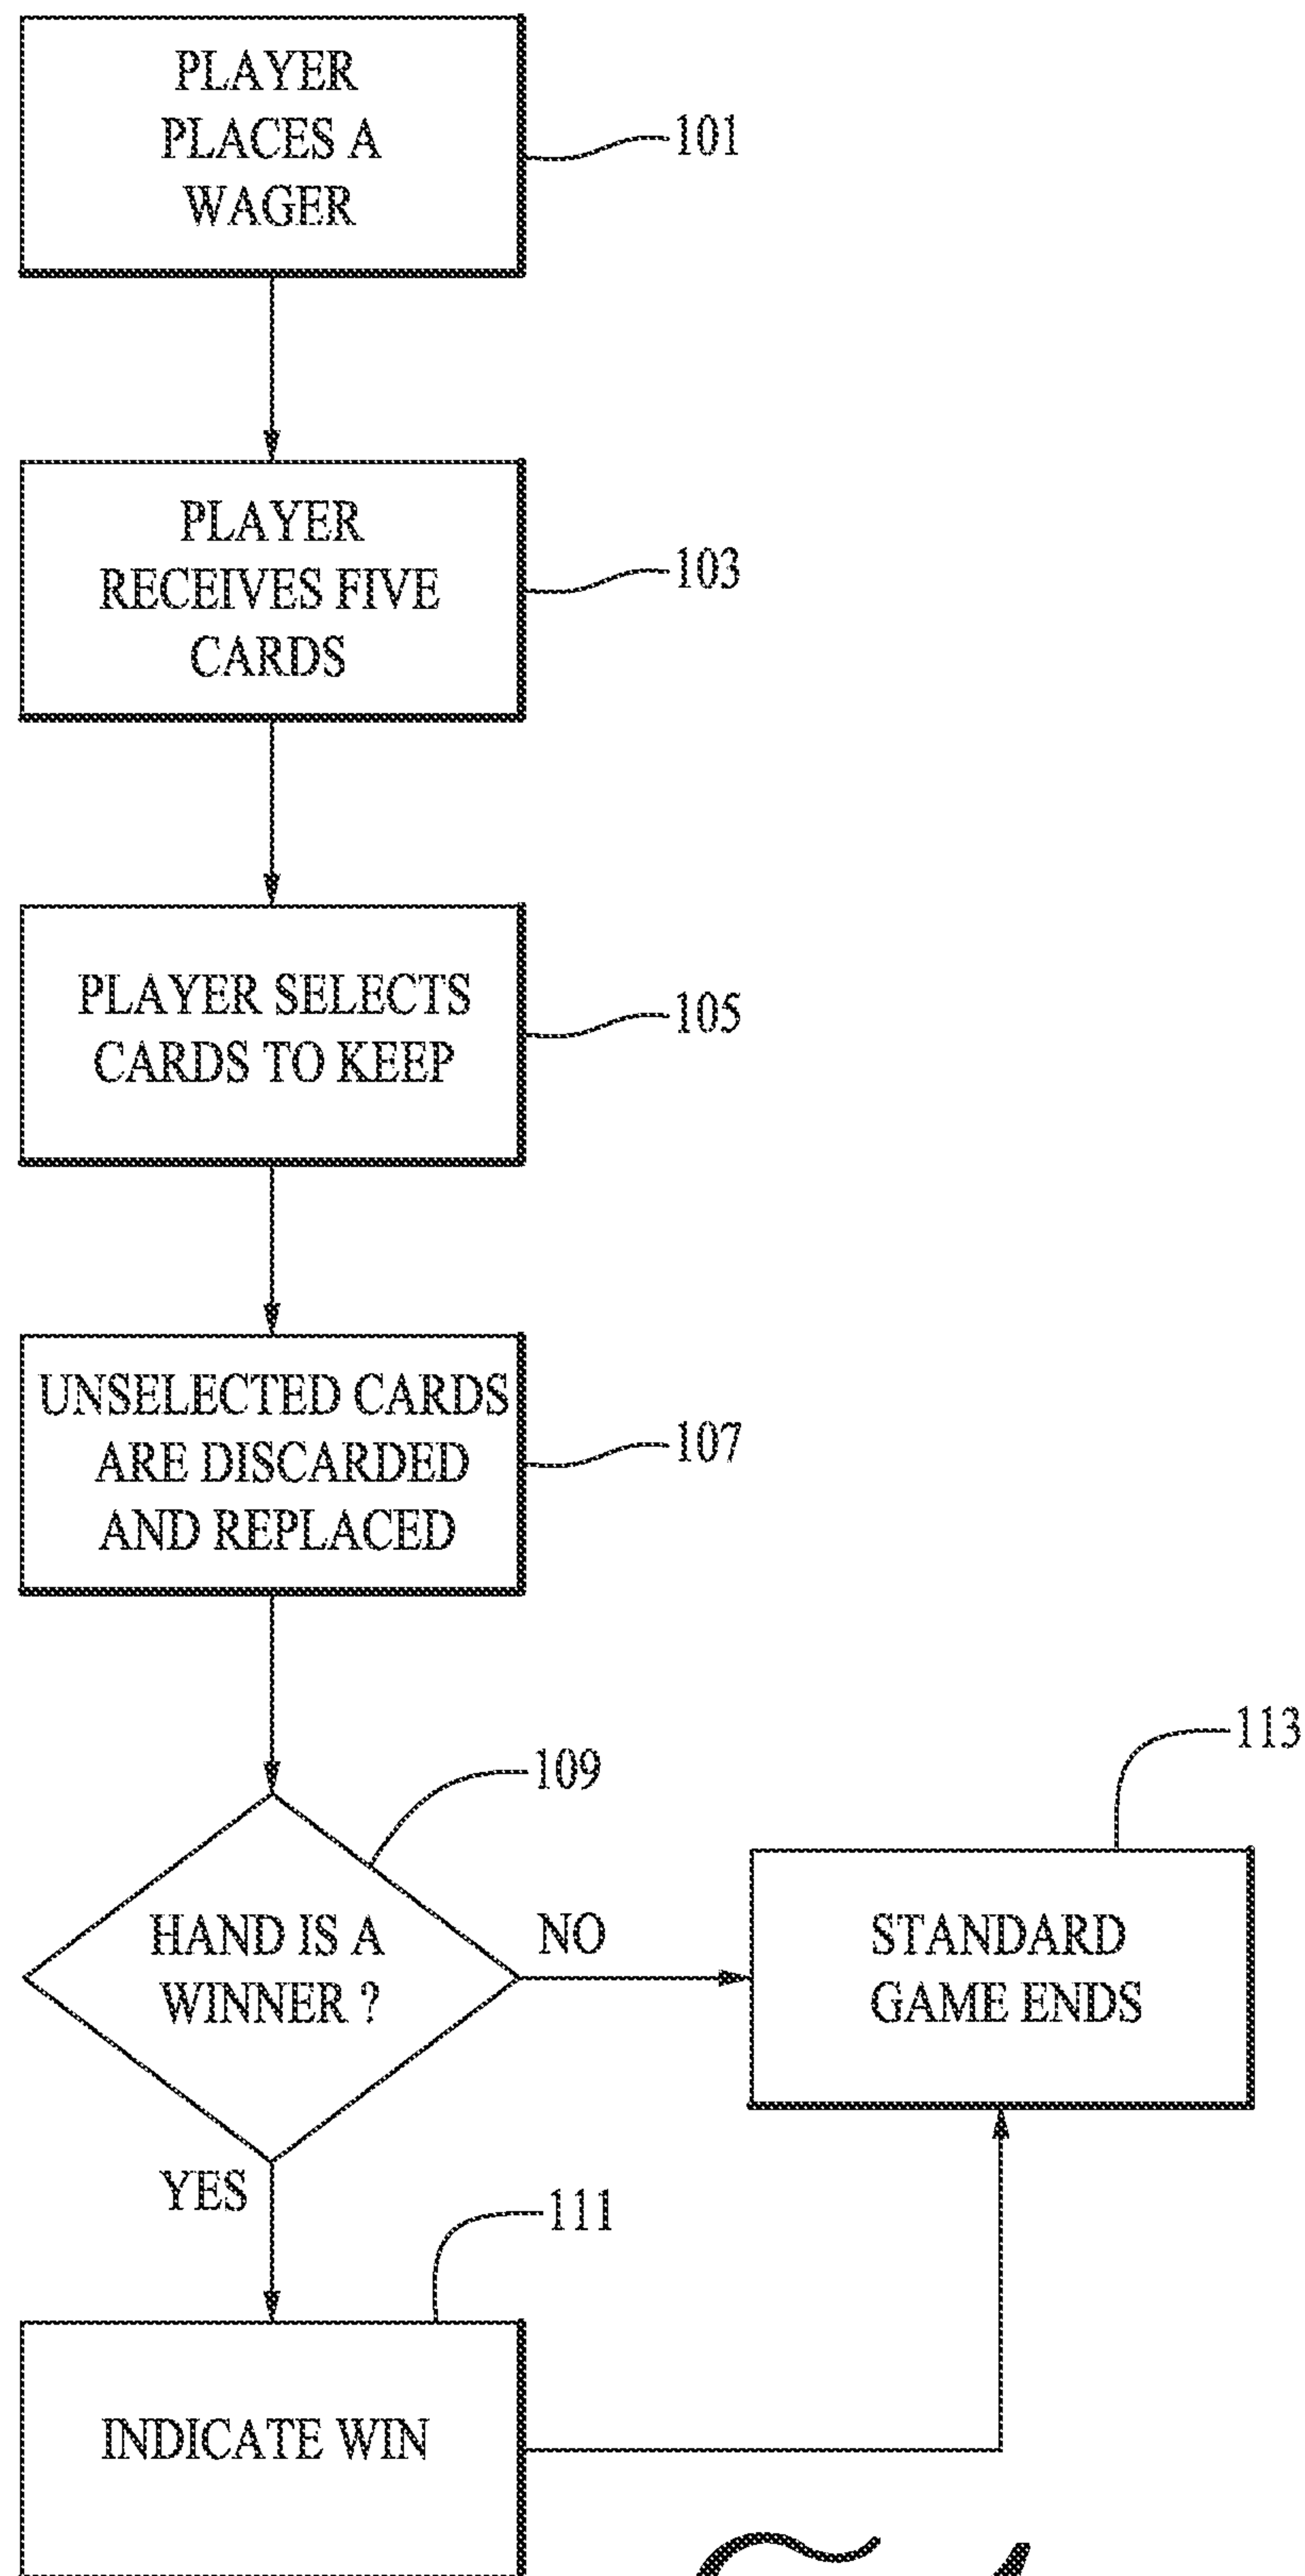 PLAYER
PLACES A
WAGER
101
PLAYER
RECEIVES FIVE
CARDS
103
PLAYER SELECTS
CARDS TO KEEP
105
UNSELECTED CARDS
ARE DISCARDED
AND REPLACED
107
109
113
HAND IS A
WINNER ?
NO
STANDARD
GAME ENDS
YES
111
INDICATE WIN